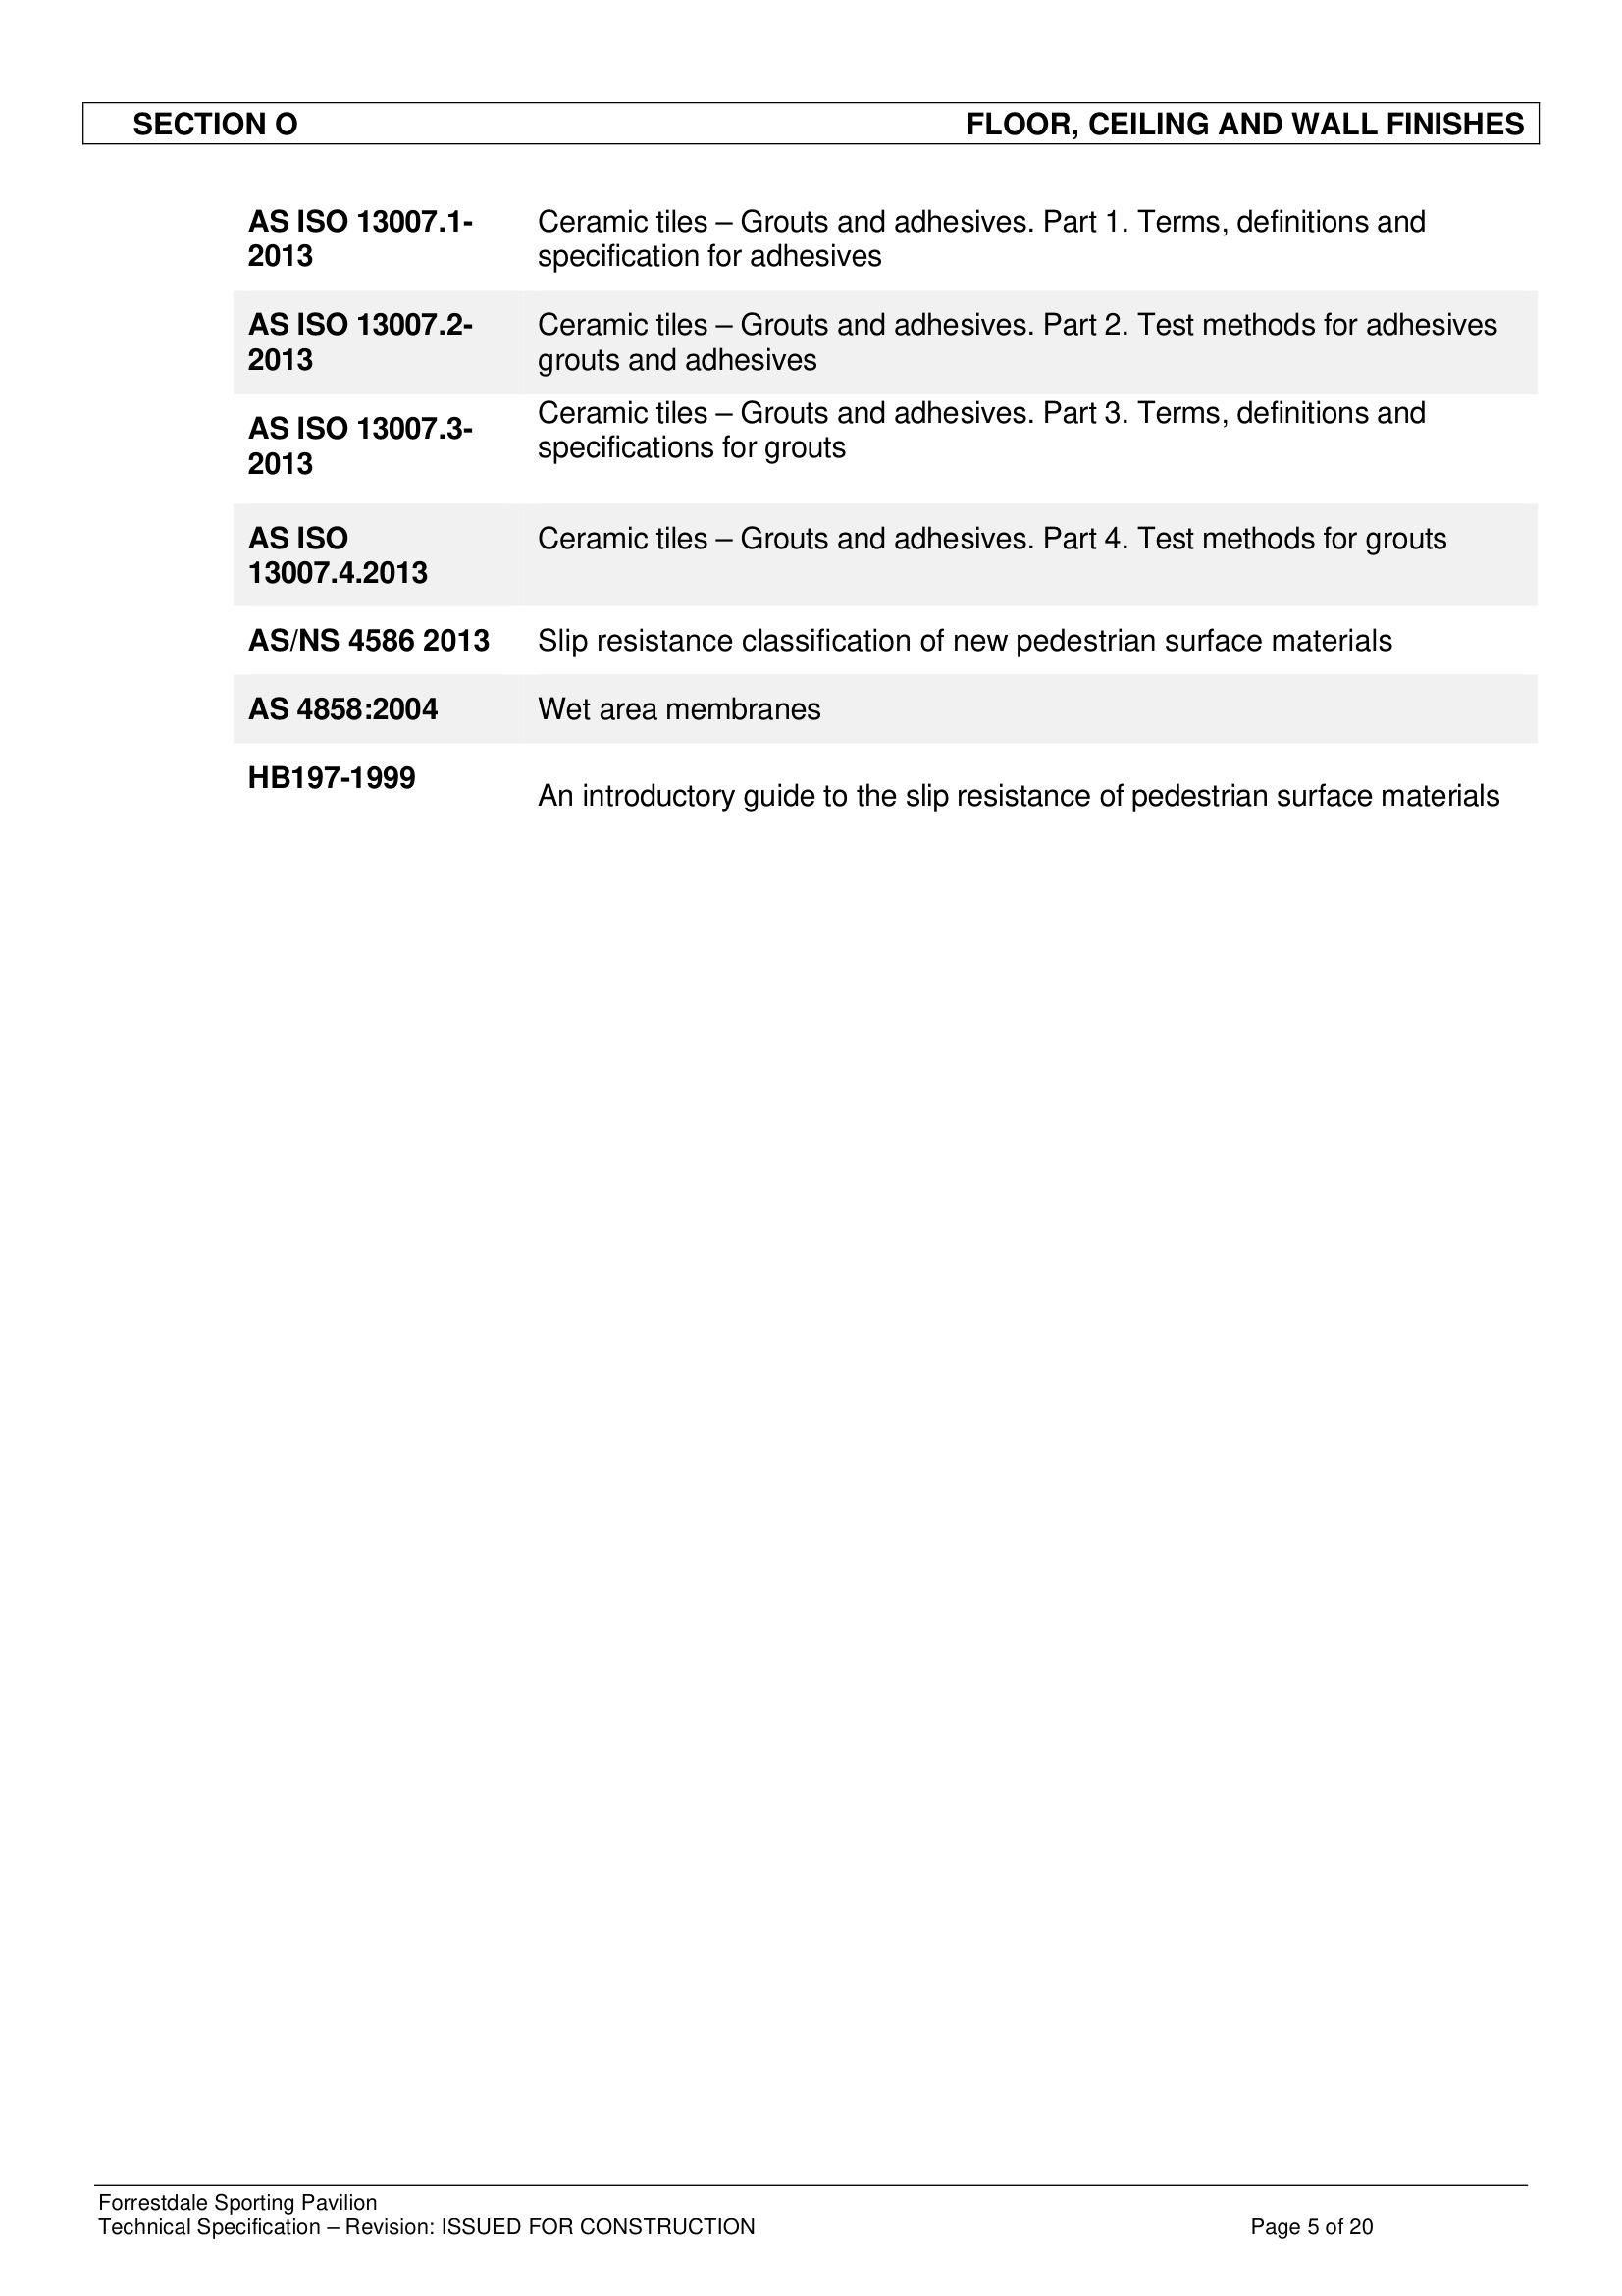 SECTION O FLOOR, CEILING AND WALL FINISHES
AS ISO 13007.1- Ceramic tiles – Grouts and adhesives. Part 1. Terms, definitions and
2013 specification for adhesives
AS ISO 13007.2- Ceramic tiles – Grouts and adhesives. Part 2. Test methods for adhesives
2013 grouts and adhesives
AS ISO 13007.3- Ceramic tiles – Grouts and adhesives. Part 3. Terms, definitions and
2013 specifications for grouts
AS ISO Ceramic tiles – Grouts and adhesives. Part 4. Test methods for grouts
13007.4.2013
AS/NS 4586 2013 Slip resistance classification of new pedestrian surface materials
AS 4858:2004 Wet area membranes
HB197-1999 An introductory guide to the slip resistance of pedestrian surface materials
Forrestdale Sporting Pavilion
Technical Specification – Revision: ISSUED FOR CONSTRUCTION Page 5 of 20